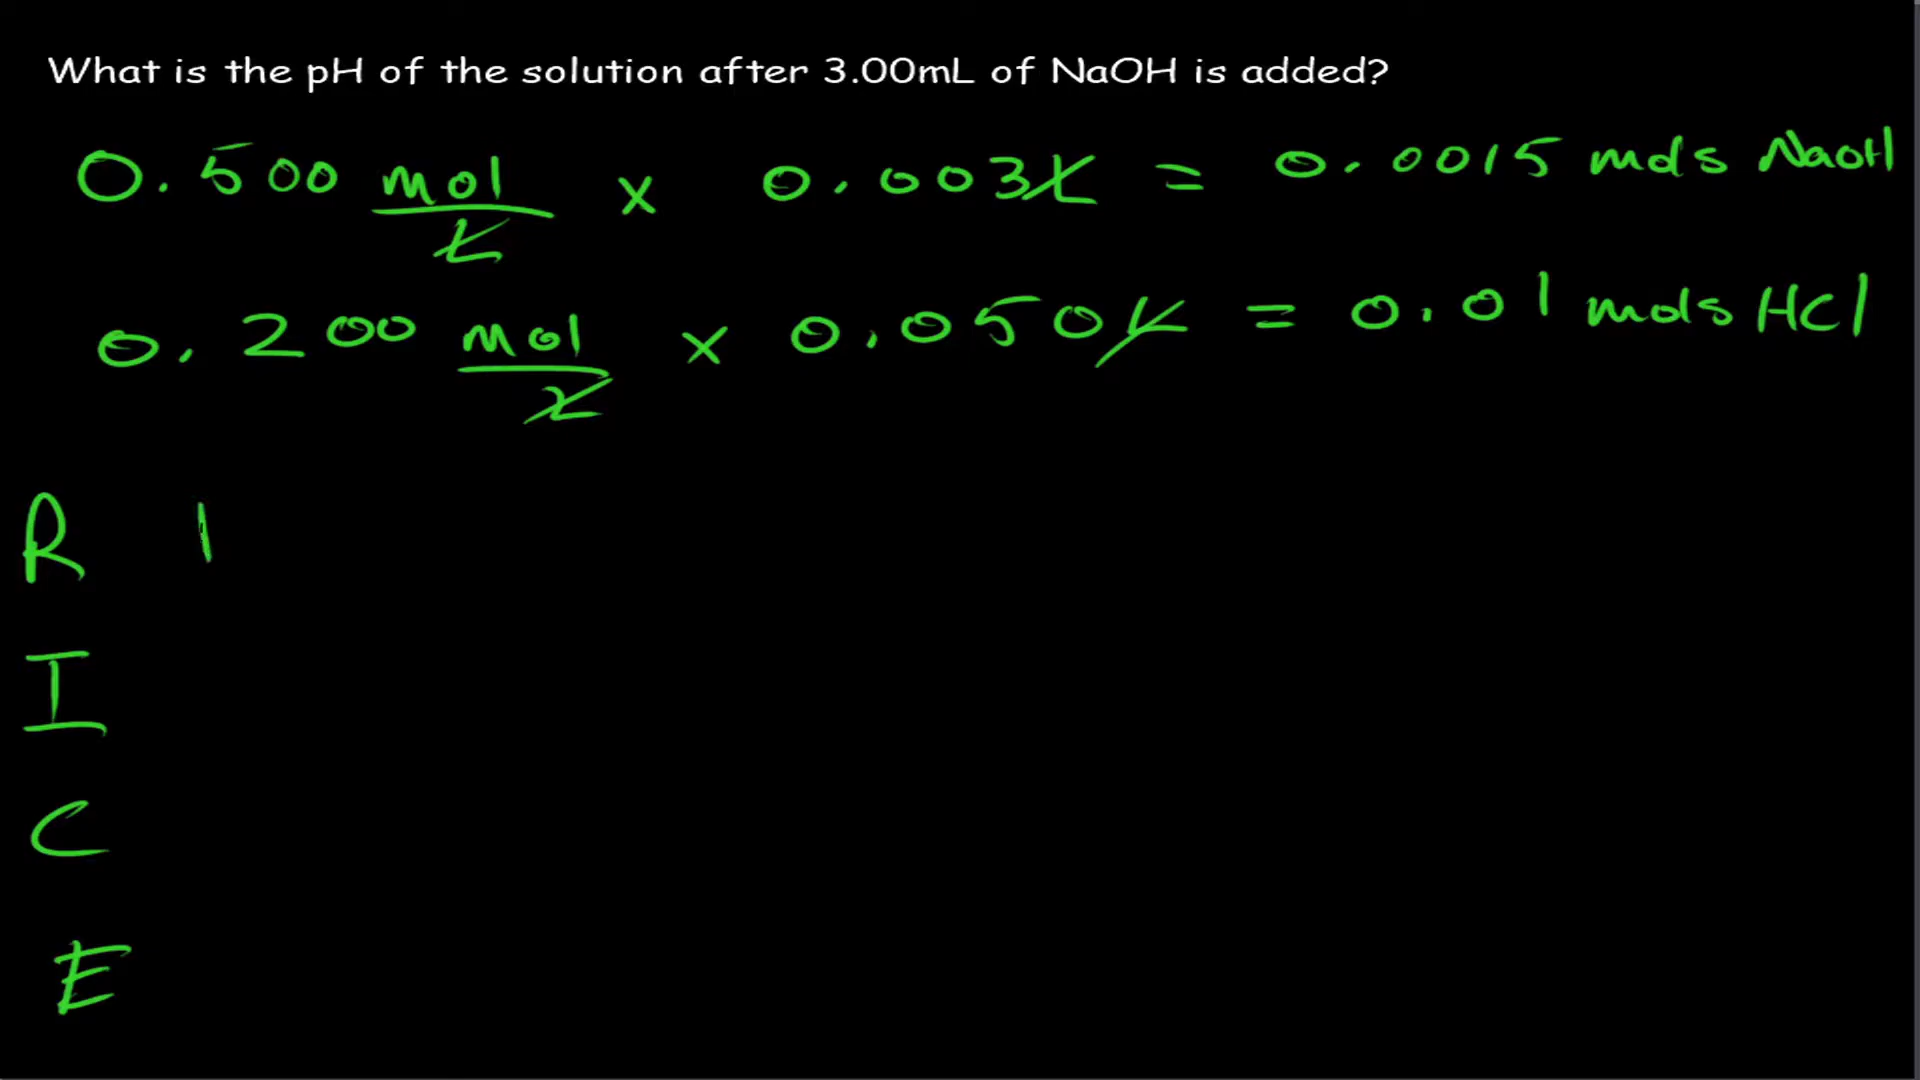 What is the pH of the solution after 3.00mL of NaOH is added?
0.500 mol/L x 0.003L = 0.0015 mols NaOH
0.200 mol/L x 0.050L = 0.01 mols HCl
R I
I
C
E